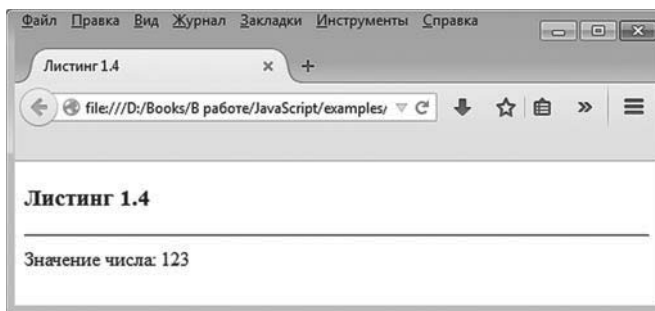 Файл Правка Вид Журнал Закладки Инструменты Справка
Листинг 1.4
file:///D:/Books/В работе/JavaScript/examples/
Листинг 1.4
Значение числа: 123